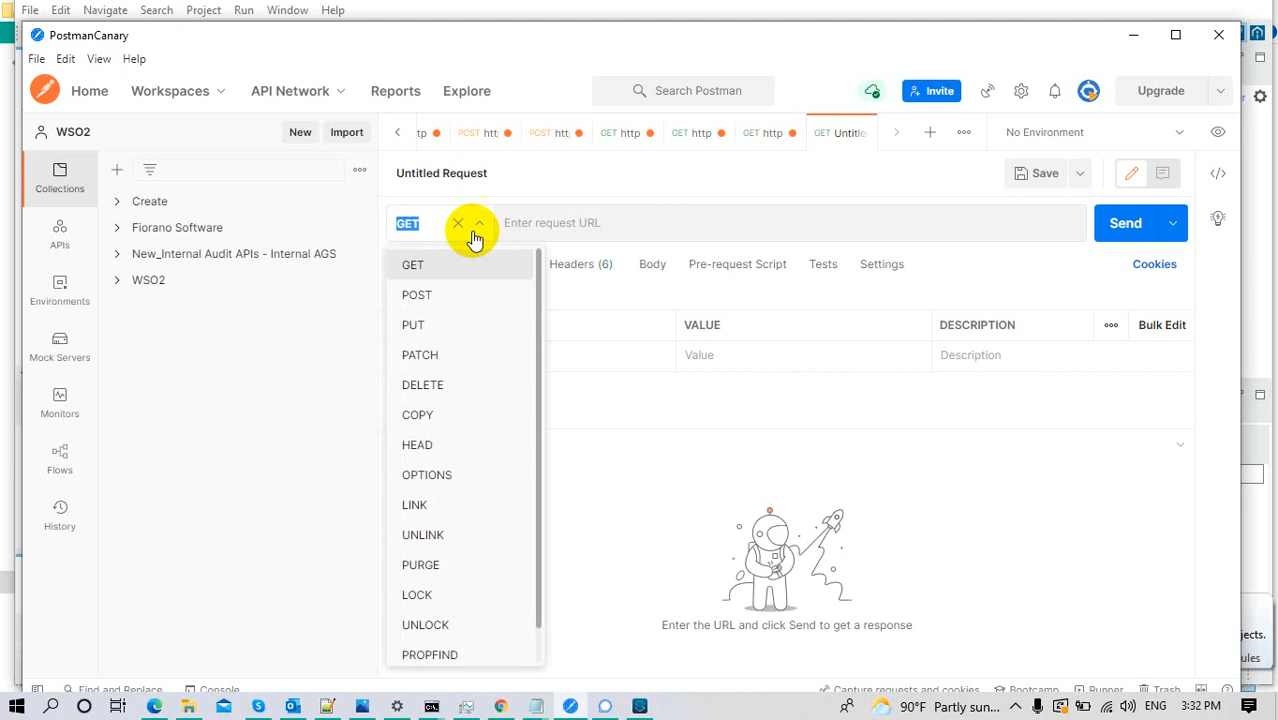 File Edit Navigate Search Project Run Window Help
PostmanCanary
File Edit View Help
Home Workspaces API Network Reports Explore Search Postman Invite Upgrade
WSO2 New Import POST htt POST htt GET http GET http GET http GET Untitle No Environment
Collections
Untitled Request Save
Create
GET Enter request URL Send
Fiorano Software
APIs
New_Internal Audit APIs - Internal AGS
GET Headers (6) Body Pre-request Script Tests Settings Cookies
WSO2
POST
Environments
PUT VALUE DESCRIPTION Bulk Edit
Mock Servers
PATCH Value Description
DELETE
Monitors
COPY
HEAD
Flows
OPTIONS
LINK
History
UNLINK
PURGE
LOCK
UNLOCK Enter the URL and click Send to get a response
jects.
PROPFIND
ules
Find and Replace Console Capture requests Bootcamp Runner Trash
90°F Partly sun... ENG 3:32 PM